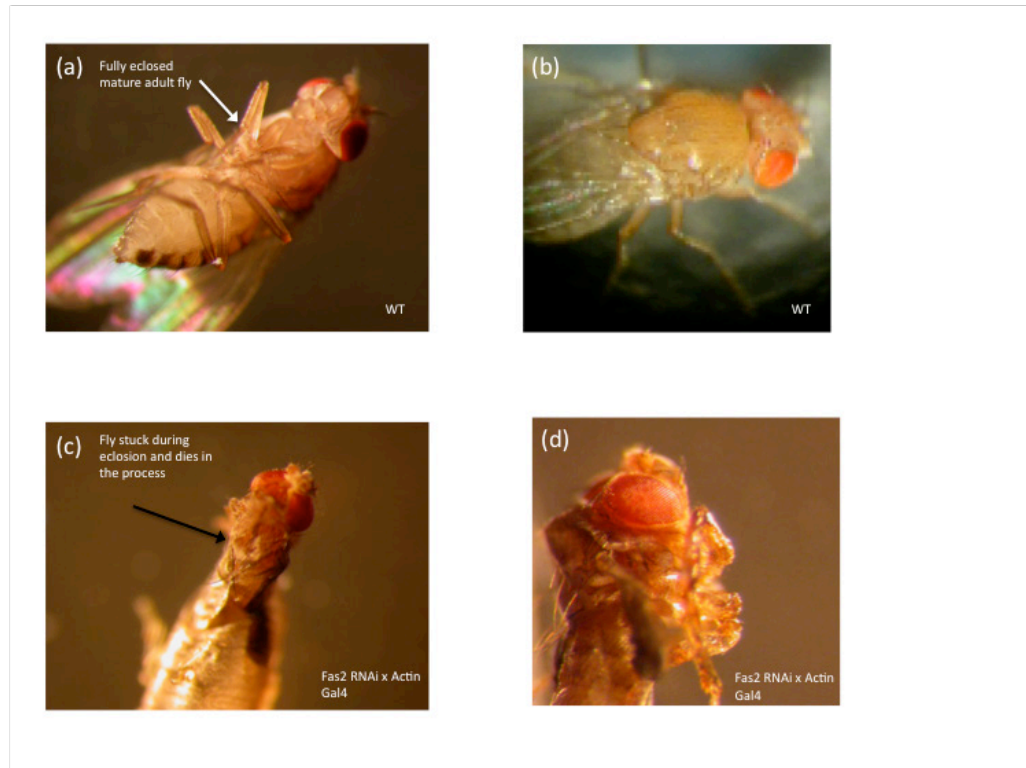 (a)
Fully eclosed
mature adult fly
WT
(b)
WT
(c)
Fly stuck during
eclosion and dies in
the process
Fas2 RNAi x Actin
Gal4
(d)
Fas2 RNAi x Actin
Gal4